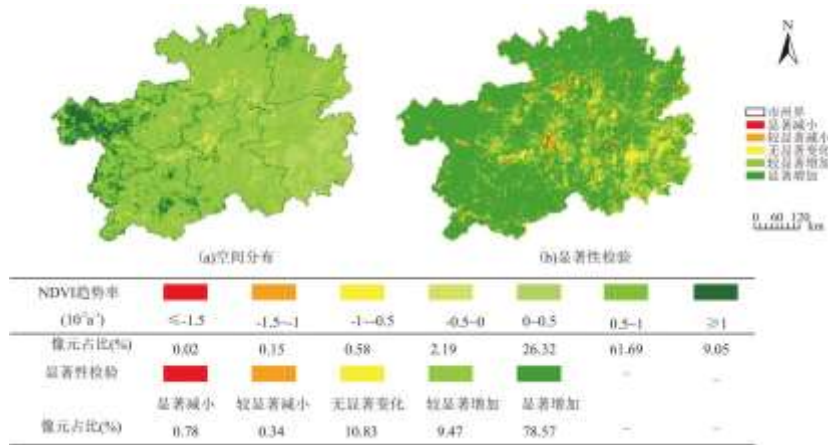 N
市州界
显著减小
较显著减小
无显著变化
较显著增加
显著增加
0 60 120 km
(a)空间分布 (b)显著性检验
NDVI趋势率
(10⁻²a⁻¹) ≤-1.5 -1.5~-1 -1~-0.5 -0.5~0 0~0.5 0.5~1 ≥1
像元占比(%) 0.02 0.15 0.58 2.19 26.32 61.69 9.05
显著性检验 – –
显著减小 较显著减小 无显著变化 较显著增加 显著增加
像元占比(%) 0.78 0.34 10.83 9.47 78.57 – –